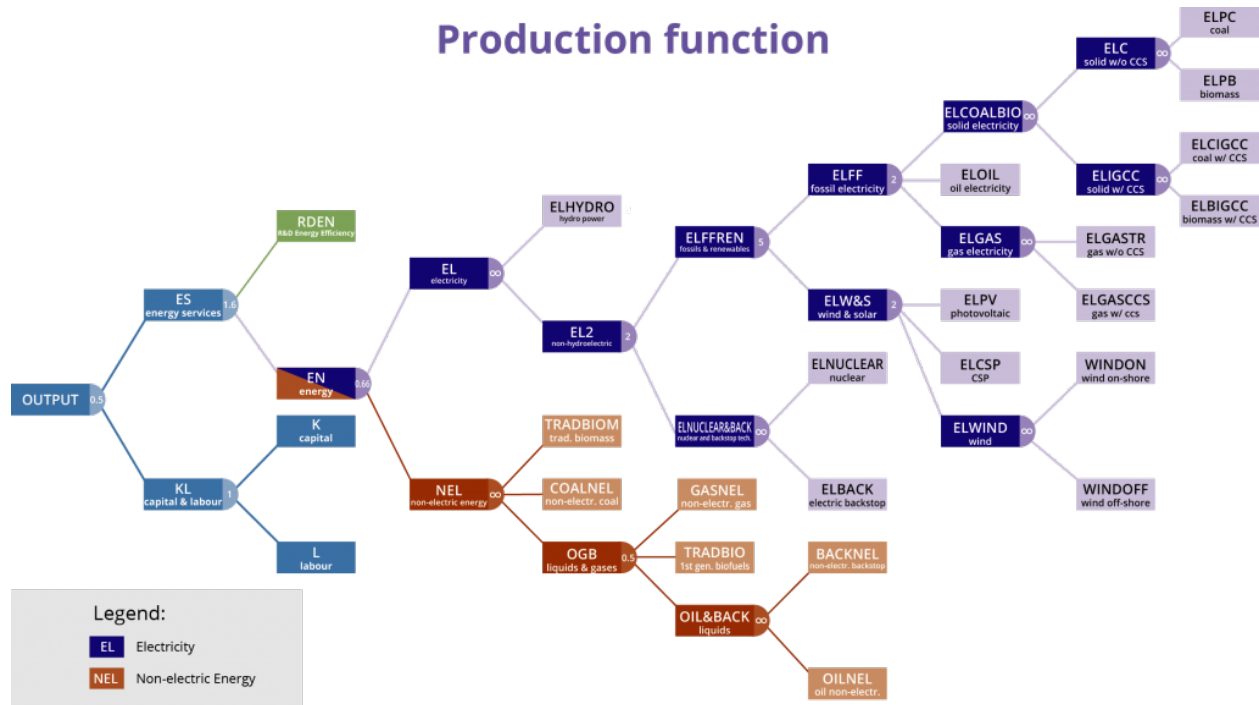 Production function
ELPC
coal
ELC
solid w/o CCS
∞
ELPB
biomass
ELCOALBIO
solid electricity
∞
ELCIGCC
coal w/ CCS
ELFF
fossil electricity
2
ELOIL
oil electricity
ELIGCC
solid w/ CCS
∞
ELBIGCC
biomass w/ CCS
ELHYDRO
hydro power
RDEN
R&D Energy Efficiency
ELFFREN
fossils & renewables
5
ELGAS
gas electricity
∞
ELGASTR
gas w/o CCS
EL
electricity
∞
ES
energy services
1.6
ELW&S
wind & solar
2
ELPV
photovoltaic
ELGASCCS
gas w/ ccs
EL2
non-hydroelectric
2
ELNUCLEAR
nuclear
ELCSP
CSP
WINDON
wind on-shore
EN
energy
0.66
OUTPUT
0.5
K
capital
TRADBIOM
trad. biomass
ELNUCLEAR&BACK
nuclear and backstop tech.
∞
ELWIND
wind
∞
KL
capital & labour
1
NEL
non-electric energy
∞
COALNEL
non-electr. coal
GASNEL
non-electr. gas
ELBACK
electric backstop
WINDOFF
wind off-shore
L
labour
OGB
liquids & gases
0.5
TRADBIO
1st gen. biofuels
BACKNEL
non-electr. backstop
OIL&BACK
liquids
∞
OILNEL
oil non-electr.
Legend:
EL
Electricity
NEL
Non-electric Energy